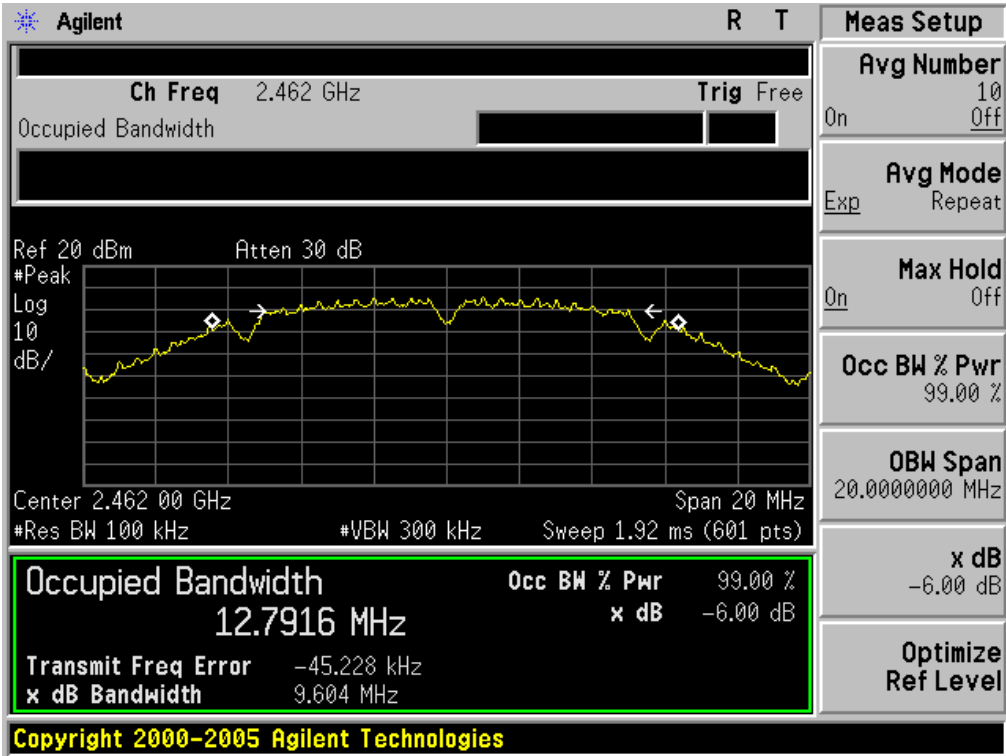 Agilent R T
Ch Freq 2.462 GHz Trig Free
Occupied Bandwidth
Ref 20 dBm Atten 30 dB
#Peak
Log
10
dB/
Center 2.462 00 GHz Span 20 MHz
#Res BW 100 kHz #VBW 300 kHz Sweep 1.92 ms (601 pts)
Occupied Bandwidth Occ BW % Pwr 99.00 %
12.7916 MHz x dB -6.00 dB
Transmit Freq Error -45.228 kHz
x dB Bandwidth 9.604 MHz
Copyright 2000-2005 Agilent Technologies
Meas Setup
Avg Number
10
On Off
Avg Mode
Exp Repeat
Max Hold
On Off
Occ BW % Pwr
99.00 %
OBW Span
20.0000000 MHz
x dB
-6.00 dB
Optimize
Ref Level